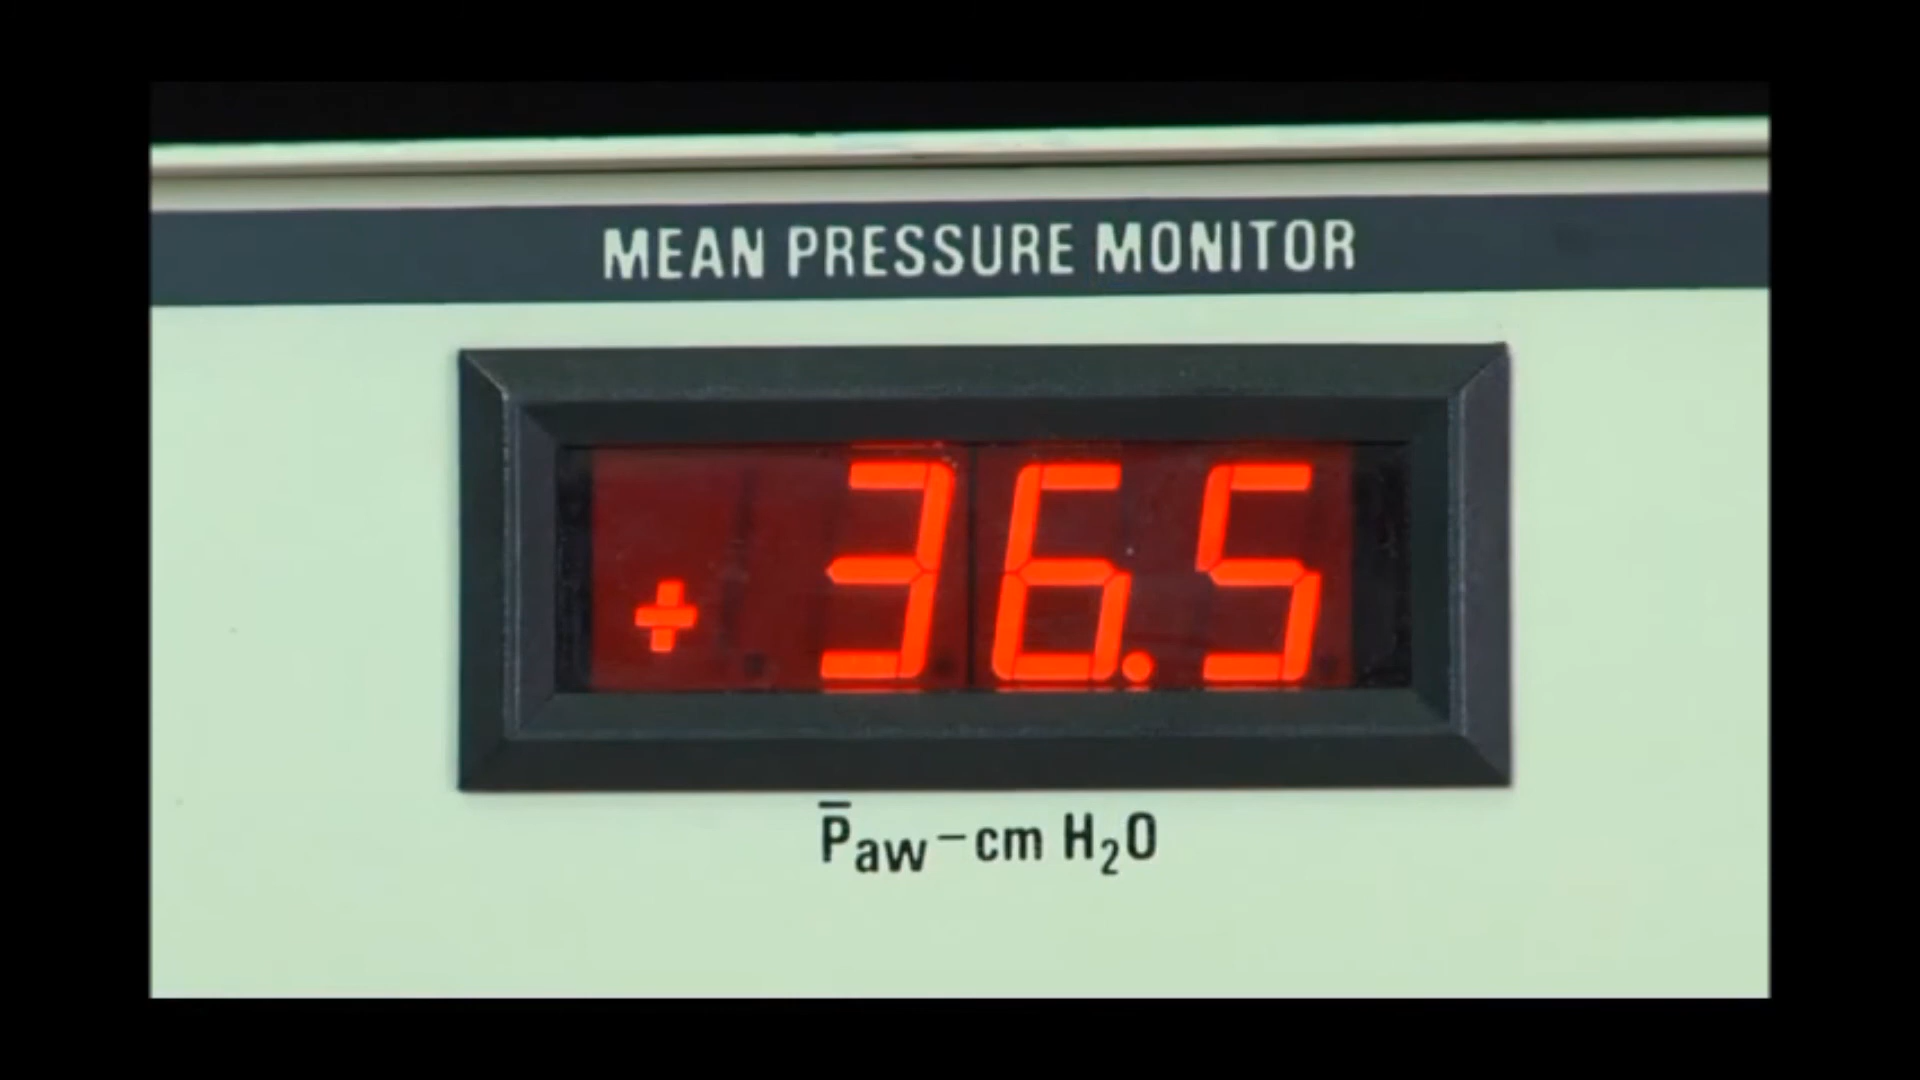 MEAN PRESSURE MONITOR
+ 36.5
P̅aw – cm H₂O